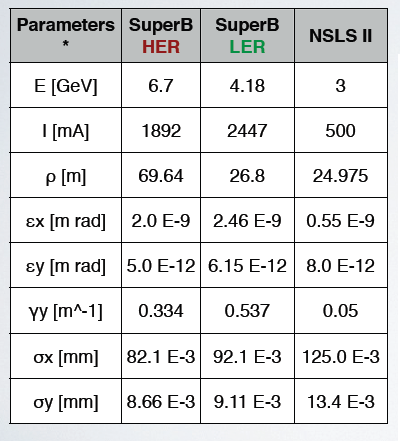 Parameters * SuperB HER SuperB LER NSLS II
E [GeV] 6.7 4.18 3
I [mA] 1892 2447 500
ρ [m] 69.64 26.8 24.975
εx [m rad] 2.0 E-9 2.46 E-9 0.55 E-9
εy [m rad] 5.0 E-12 6.15 E-12 8.0 E-12
γy [m^-1] 0.334 0.537 0.05
σx [mm] 82.1 E-3 92.1 E-3 125.0 E-3
σy [mm] 8.66 E-3 9.11 E-3 13.4 E-3